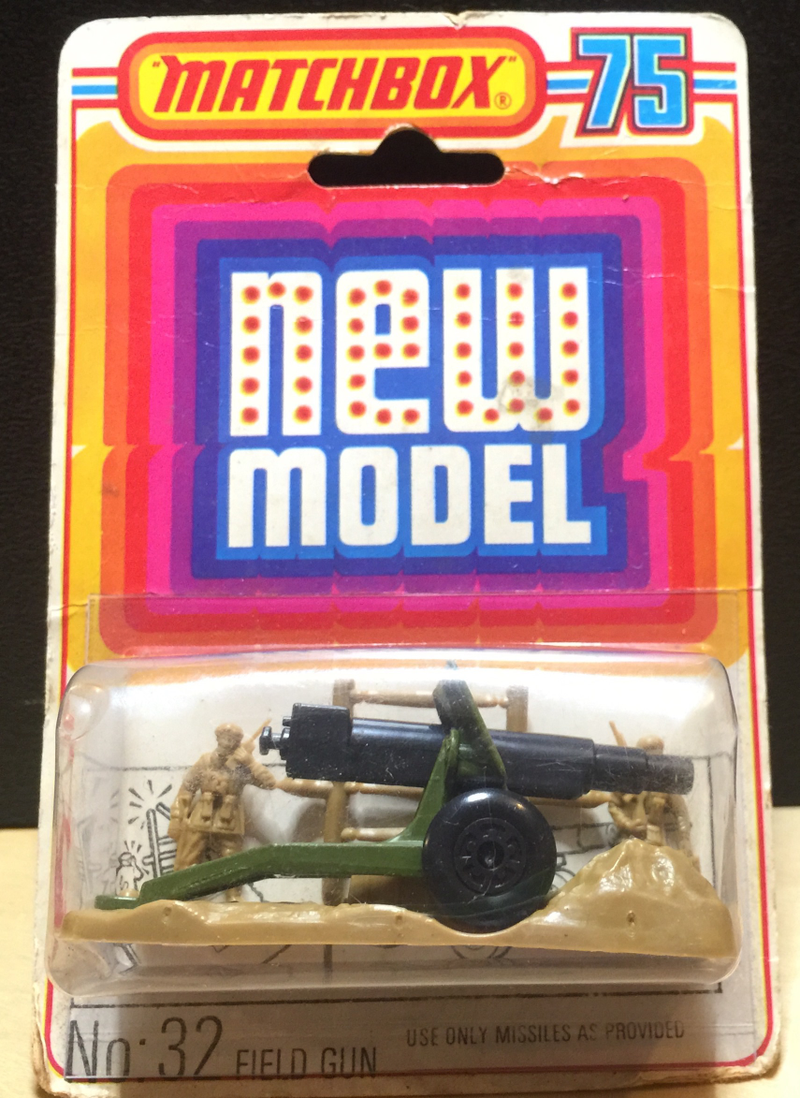 "MATCHBOX"® 75
new
MODEL
No: 32 FIELD GUN
USE ONLY MISSILES AS PROVIDED